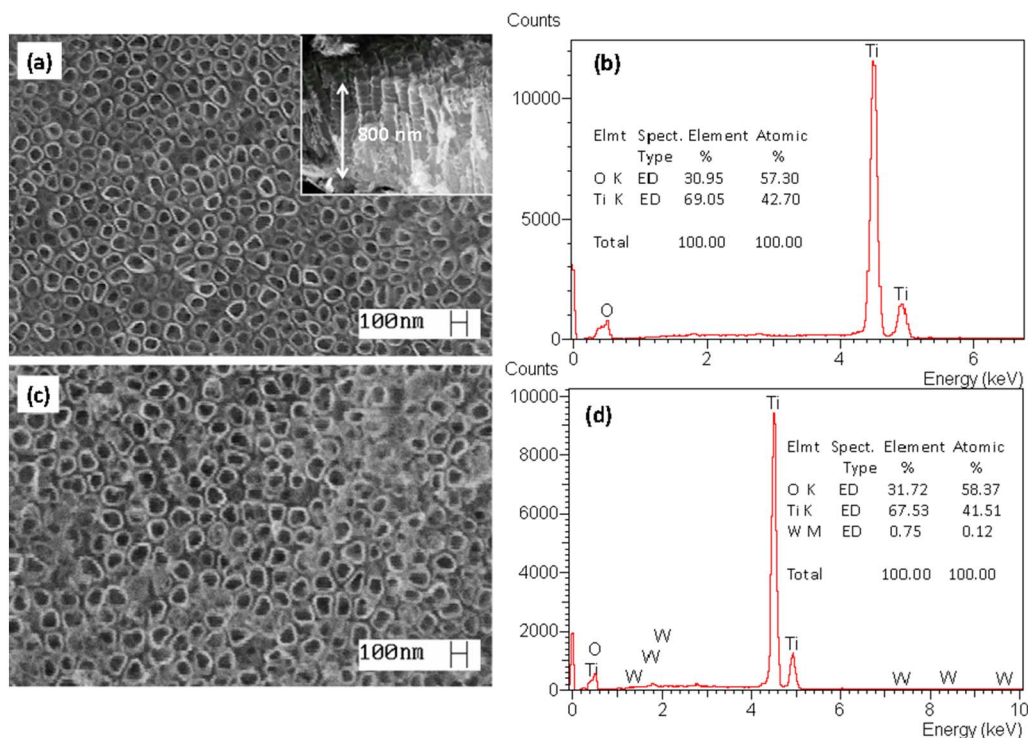 (a)
800 nm
100nm
Counts
(b)
Ti
10000
Elmt Spect. Element Atomic
Type % %
O K ED 30.95 57.30
Ti K ED 69.05 42.70
Total 100.00 100.00
5000
O
Ti
0
0 2 4 6
Energy (keV)
(c)
100nm
Counts
(d)
10000
Ti
Elmt Spect. Element Atomic
Type % %
O K ED 31.72 58.37
Ti K ED 67.53 41.51
W M ED 0.75 0.12
Total 100.00 100.00
8000
6000
4000
2000
W
O W Ti
Ti W W W W
0
0 2 4 6 8 10
Energy (keV)